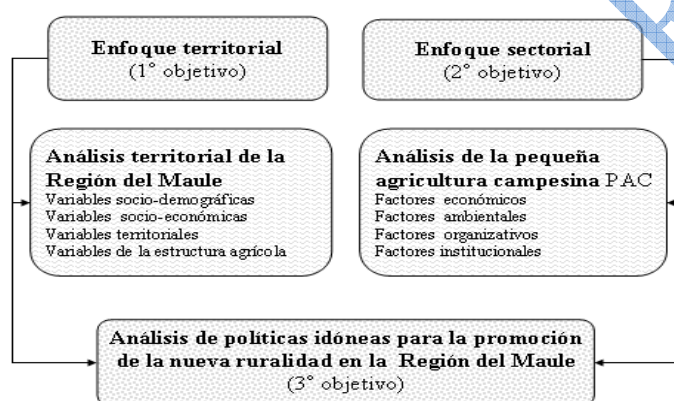 Enfoque territorial
(1° objetivo)
Enfoque sectorial
(2° objetivo)
Análisis territorial de la
Región del Maule
Variables socio-demográficas
Variables socio-económicas
Variables territoriales
Variables de la estructura agrícola
Análisis de la pequeña
agricultura campesina PAC
Factores económicos
Factores ambientales
Factores organizativos
Factores institucionales
Análisis de políticas idóneas para la promoción
de la nueva ruralidad en la Región del Maule
(3° objetivo)